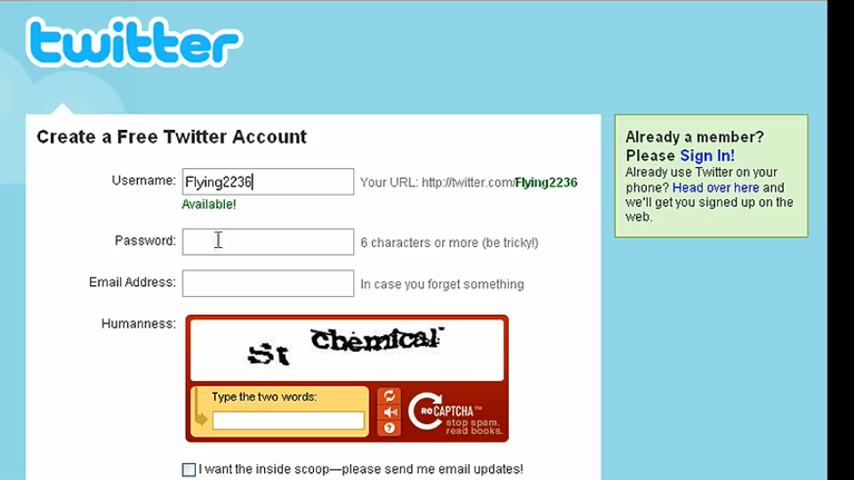 twitter
Create a Free Twitter Account
Username: Flying2236 Your URL: http://twitter.com/Flying2236
Available!
Password: 6 characters or more (be tricky!)
Email Address: In case you forget something
Humanness:
St chemical
Type the two words:
reCAPTCHA™
stop spam.
read books.
I want the inside scoop—please send me email updates!
Already a member?
Please Sign In!
Already use Twitter on your
phone? Head over here and
we'll get you signed up on the
web.